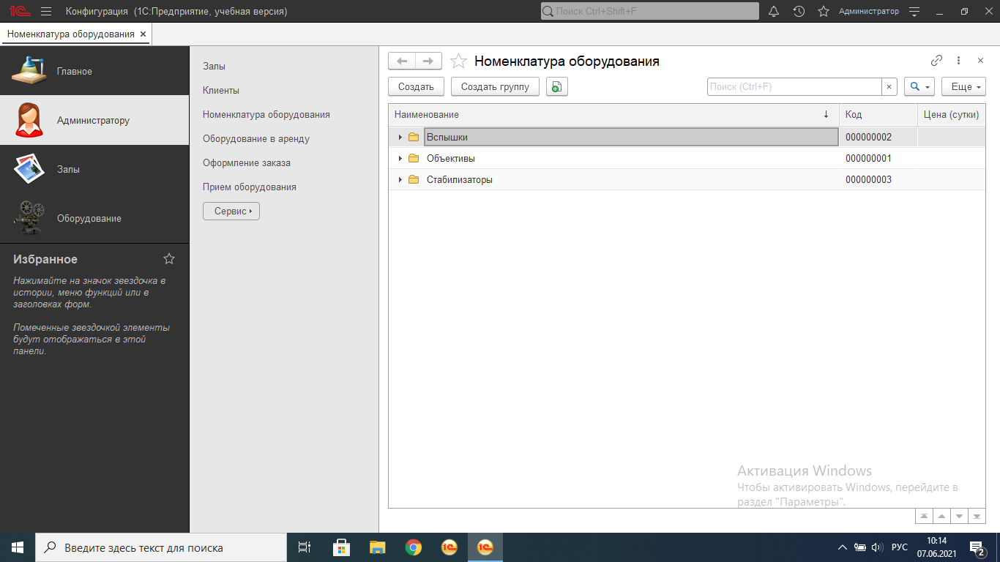 1С Конфигурация (1С:Предприятие, учебная версия) Поиск Ctrl+Shift+F Администратор
Номенклатура оборудования ×
Главное
Администратору
Залы
Оборудование
Избранное
Нажимайте на значок звездочка в
истории, меню функций или в
заголовках форм.
Помеченные звездочкой элементы
будут отображаться в этой
панели.
Залы
Клиенты
Номенклатура оборудования
Оборудование в аренду
Оформление заказа
Прием оборудования
Сервис
Номенклатура оборудования
Создать Создать группу Поиск (Ctrl+F) × Еще
Наименование ↓ Код Цена (сутки)
Вспышки 000000002
Объективы 000000001
Стабилизаторы 000000003
Активация Windows
Чтобы активировать Windows, перейдите в
раздел "Параметры".
Введите здесь текст для поиска
1С
1С
РУС
10:14
07.06.2021
2